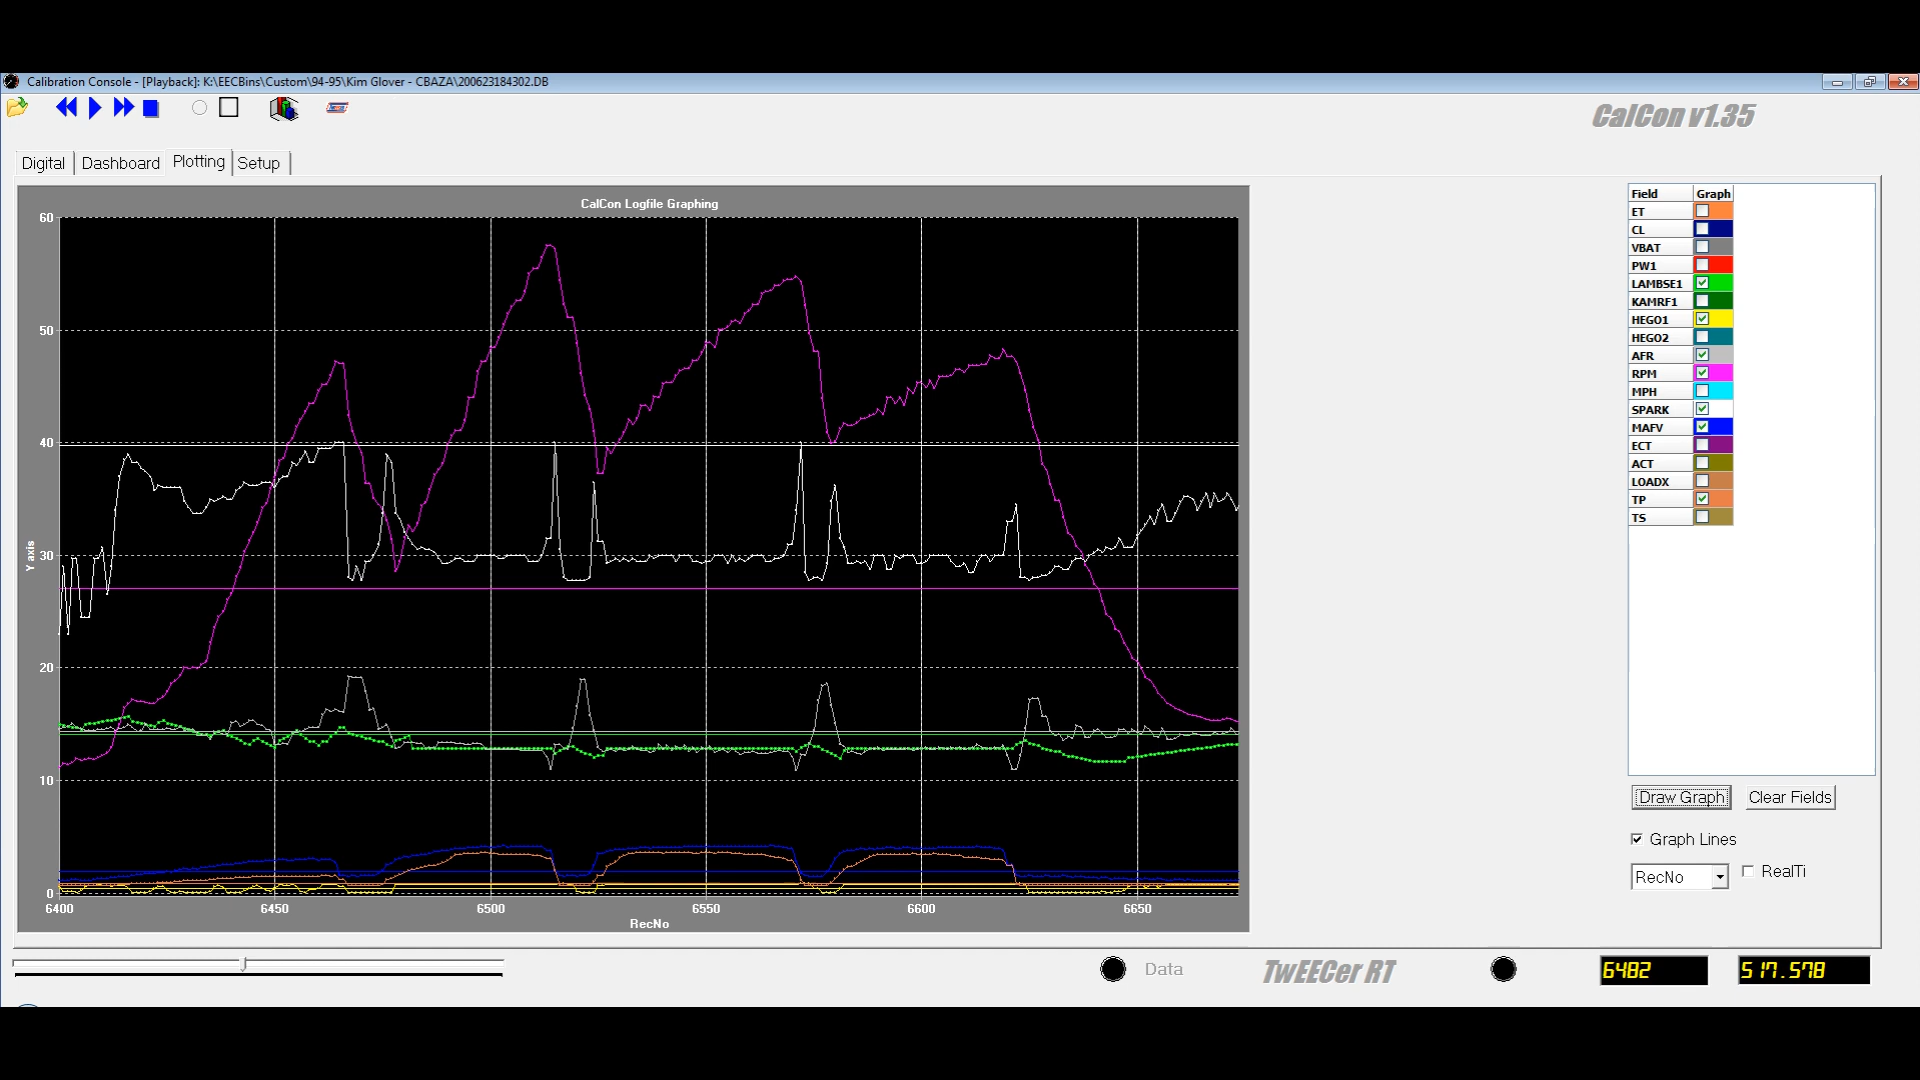 Calibration Console - [Playback]: K:\EECBins\Custom\94-95\Kim Glover - CBAZA\200623184302.DB
CalCon v1.35
Digital Dashboard Plotting Setup
CalCon Logfile Graphing
60
50
40
30
20
10
0
Y axis
6400 6450 6500 6550 6600 6650
RecNo
Field Graph
ET
CL
VBAT
PW1
LAMBSE1
KAMRF1
HEGO1
HEGO2
AFR
RPM
MPH
SPARK
MAFV
ECT
ACT
LOADX
TP
TS
Draw Graph Clear Fields
Graph Lines
RecNo RealTi
Data TwEECer RT 6482 517.578